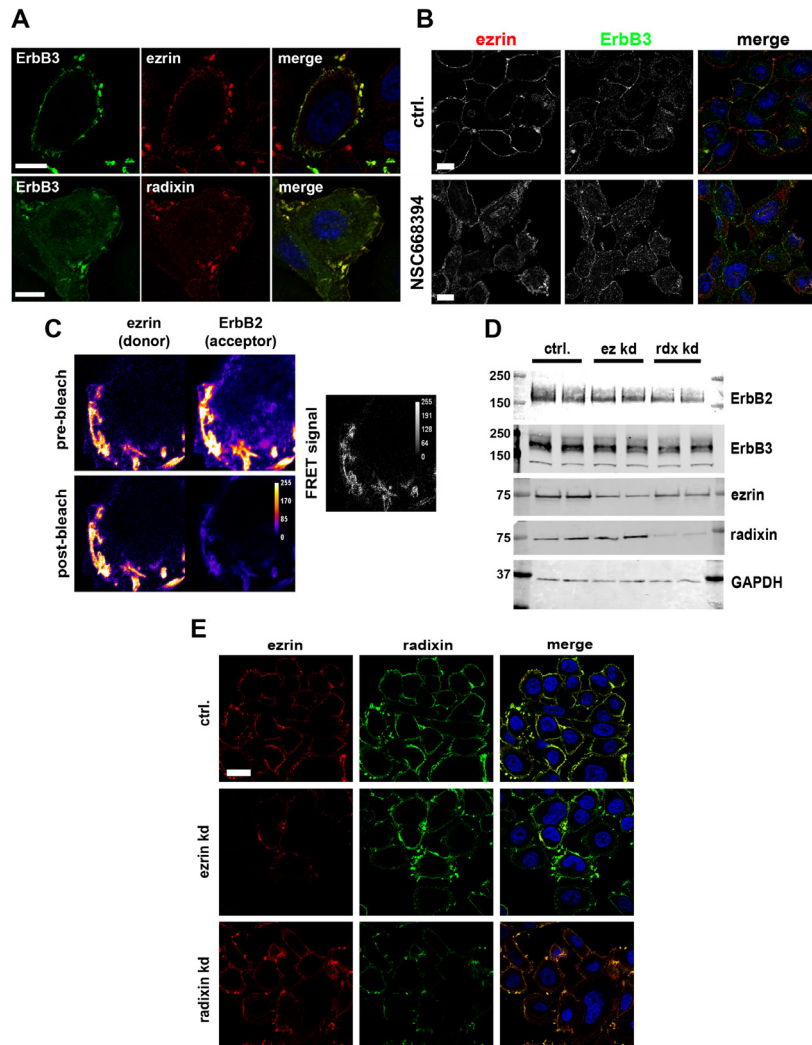 A
ErbB3 ezrin merge
ErbB3 radixin merge
B
ezrin ErbB3 merge
ctrl.
NSC668394
C
ezrin ErbB2
(donor) (acceptor)
pre-bleach
post-bleach
255
170
85
0
FRET signal
255
191
128
64
0
D
ctrl. ez kd rdx kd
250
150
ErbB2
250
150
ErbB3
75
ezrin
75
radixin
37
GAPDH
E
ezrin radixin merge
ctrl.
ezrin kd
radixin kd